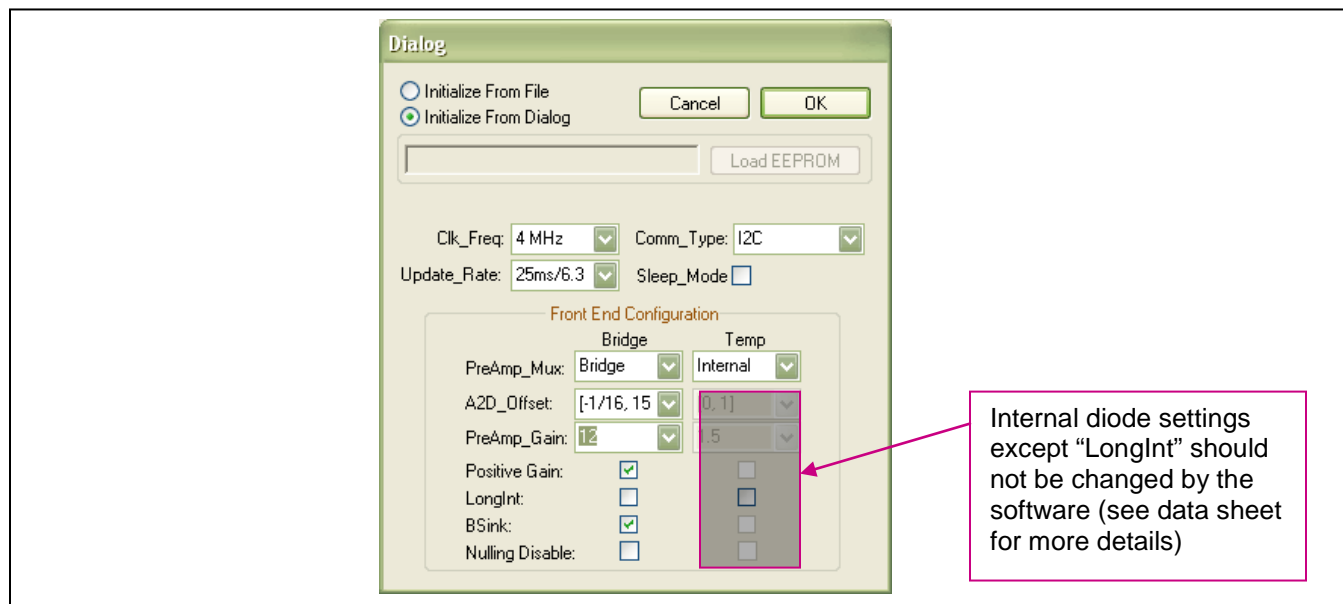 Dialog
Initialize From File
Initialize From Dialog
Cancel
OK
Load EEPROM
Clk_Freq: 4 MHz
Comm_Type: I2C
Update_Rate: 25ms/6.3
Sleep_Mode
Front End Configuration
Bridge Temp
PreAmp_Mux: Bridge Internal
A2D_Offset: [-1/16, 15 [0, 1]
PreAmp_Gain: 12 1.5
Positive Gain:
LongInt:
BSink:
Nulling Disable:
Internal diode settings
except “LongInt” should
not be changed by the
software (see data sheet
for more details)